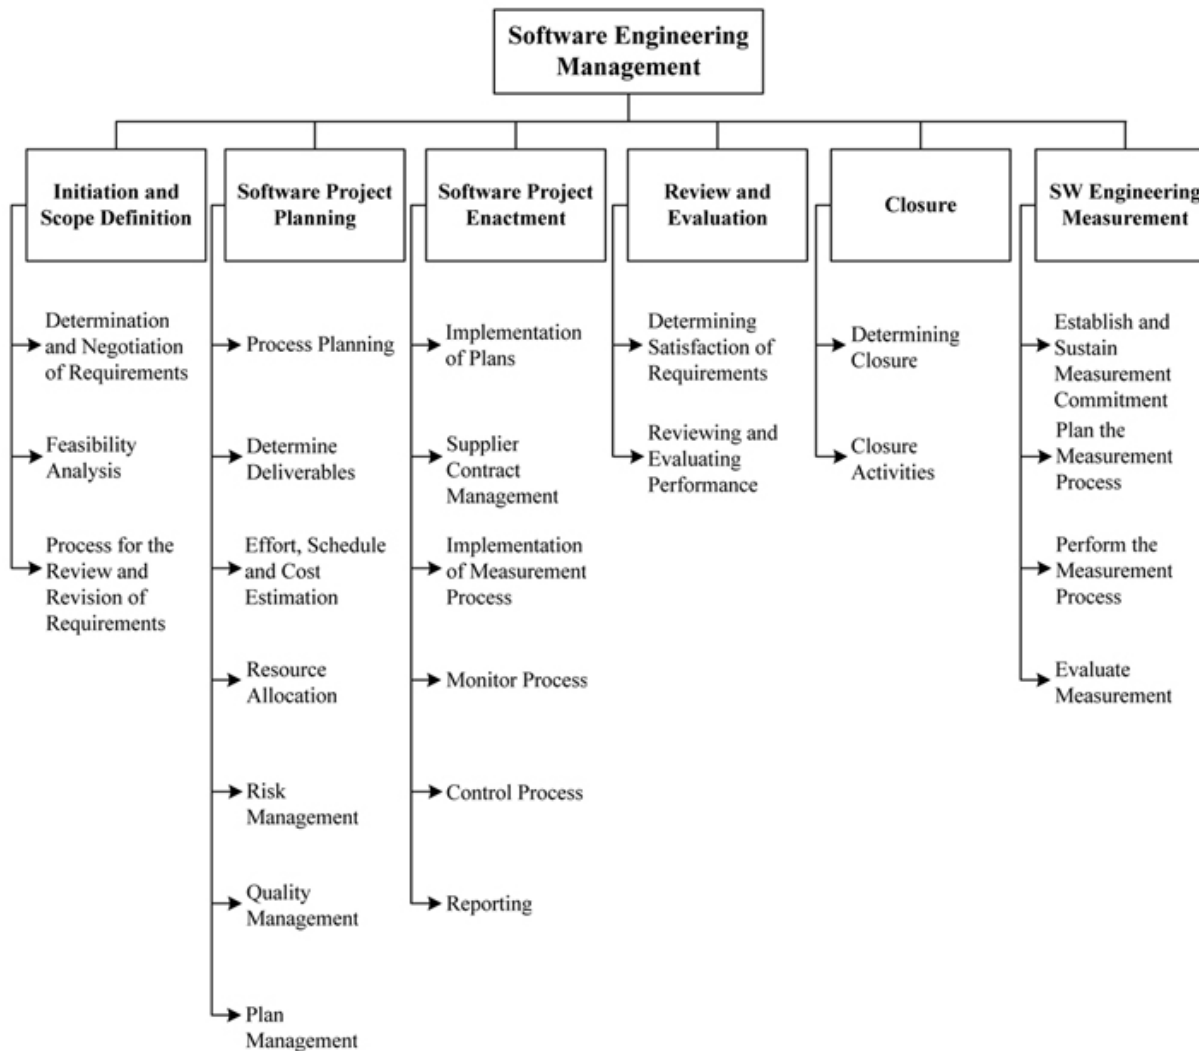 Software Engineering
Management
Initiation and
Scope Definition
Determination
and Negotiation
of Requirements
Feasibility
Analysis
Process for the
Review and
Revision of
Requirements
Software Project
Planning
Process Planning
Determine
Deliverables
Effort, Schedule
and Cost
Estimation
Resource
Allocation
Risk
Management
Quality
Management
Plan
Management
Software Project
Enactment
Implementation
of Plans
Supplier
Contract
Management
Implementation
of Measurement
Process
Monitor Process
Control Process
Reporting
Review and
Evaluation
Determining
Satisfaction of
Requirements
Reviewing and
Evaluating
Performance
Closure
Determining
Closure
Closure
Activities
SW Engineering
Measurement
Establish and
Sustain
Measurement
Commitment
Plan the
Measurement
Process
Perform the
Measurement
Process
Evaluate
Measurement